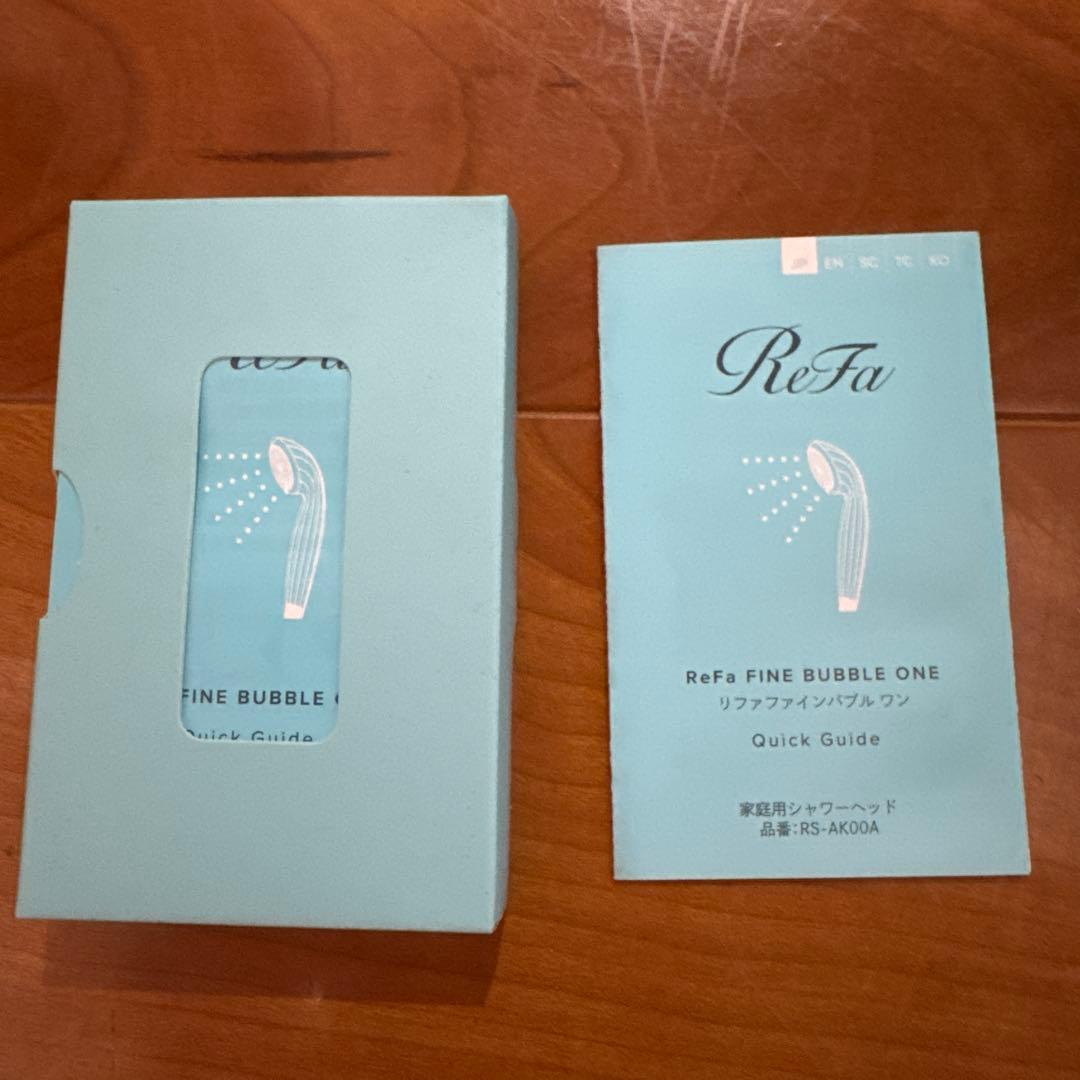 FINE BUBBLE
Quick Guide
JP EN SC TC KO
ReFa
ReFa FINE BUBBLE ONE
リファファインバブル ワン
Quick Guide
家庭用シャワーヘッド
品番:RS-AK00A